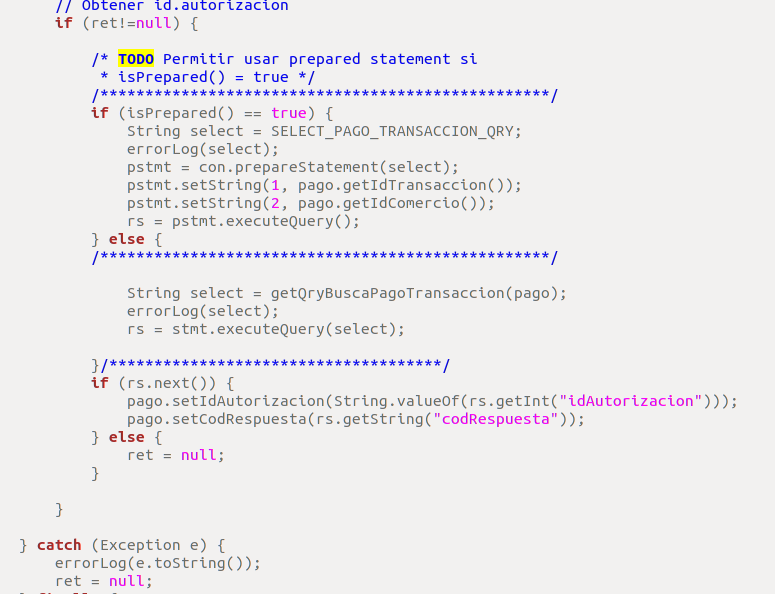 // Obtener id.autorizacion
if (ret!=null) {
/* TODO Permitir usar prepared statement si
* isPrepared() = true */
/**************************************************/
if (isPrepared() == true) {
String select = SELECT_PAGO_TRANSACCION_QRY;
errorLog(select);
pstmt = con.prepareStatement(select);
pstmt.setString(1, pago.getIdTransaccion());
pstmt.setString(2, pago.getIdComercio());
rs = pstmt.executeQuery();
} else {
/**************************************************/
String select = getQryBuscaPagoTransaccion(pago);
errorLog(select);
rs = stmt.executeQuery(select);
}/*************************************/
if (rs.next()) {
pago.setIdAutorizacion(String.valueOf(rs.getInt("idAutorizacion")));
pago.setCodRespuesta(rs.getString("codRespuesta"));
} else {
ret = null;
}
}
} catch (Exception e) {
errorLog(e.toString());
ret = null;